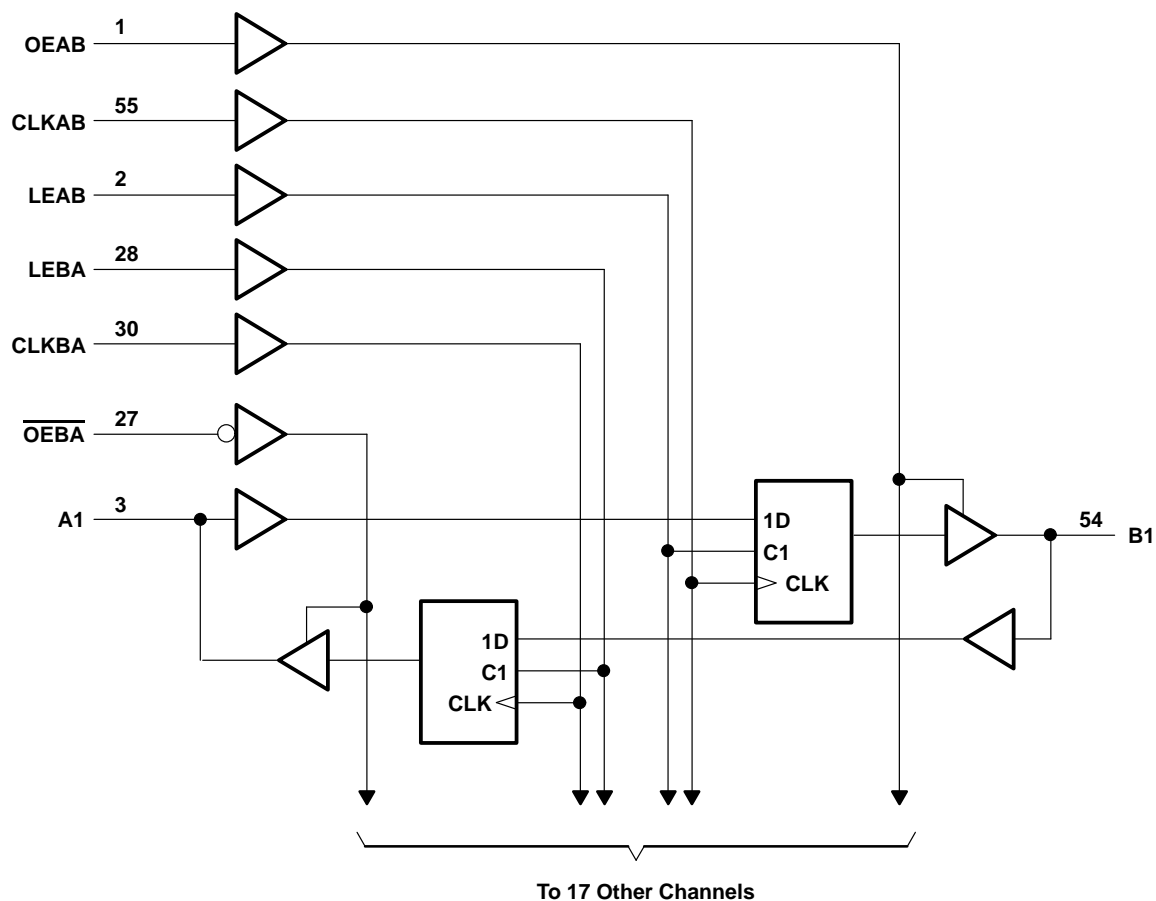 OEAB 1
CLKAB 55
LEAB 2
LEBA 28
CLKBA 30
OEBA 27
A1 3
1D
C1
CLK
54 B1
1D
C1
CLK
To 17 Other Channels